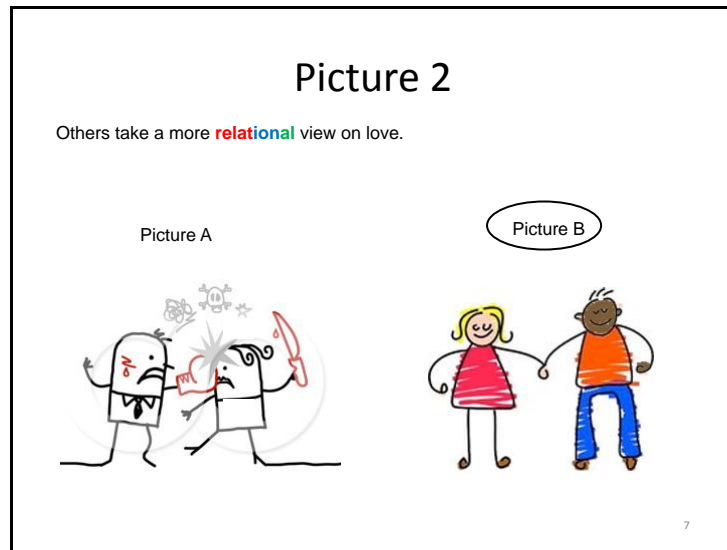 Picture 2
Others take a more relational view on love.
Picture A
Picture B
7